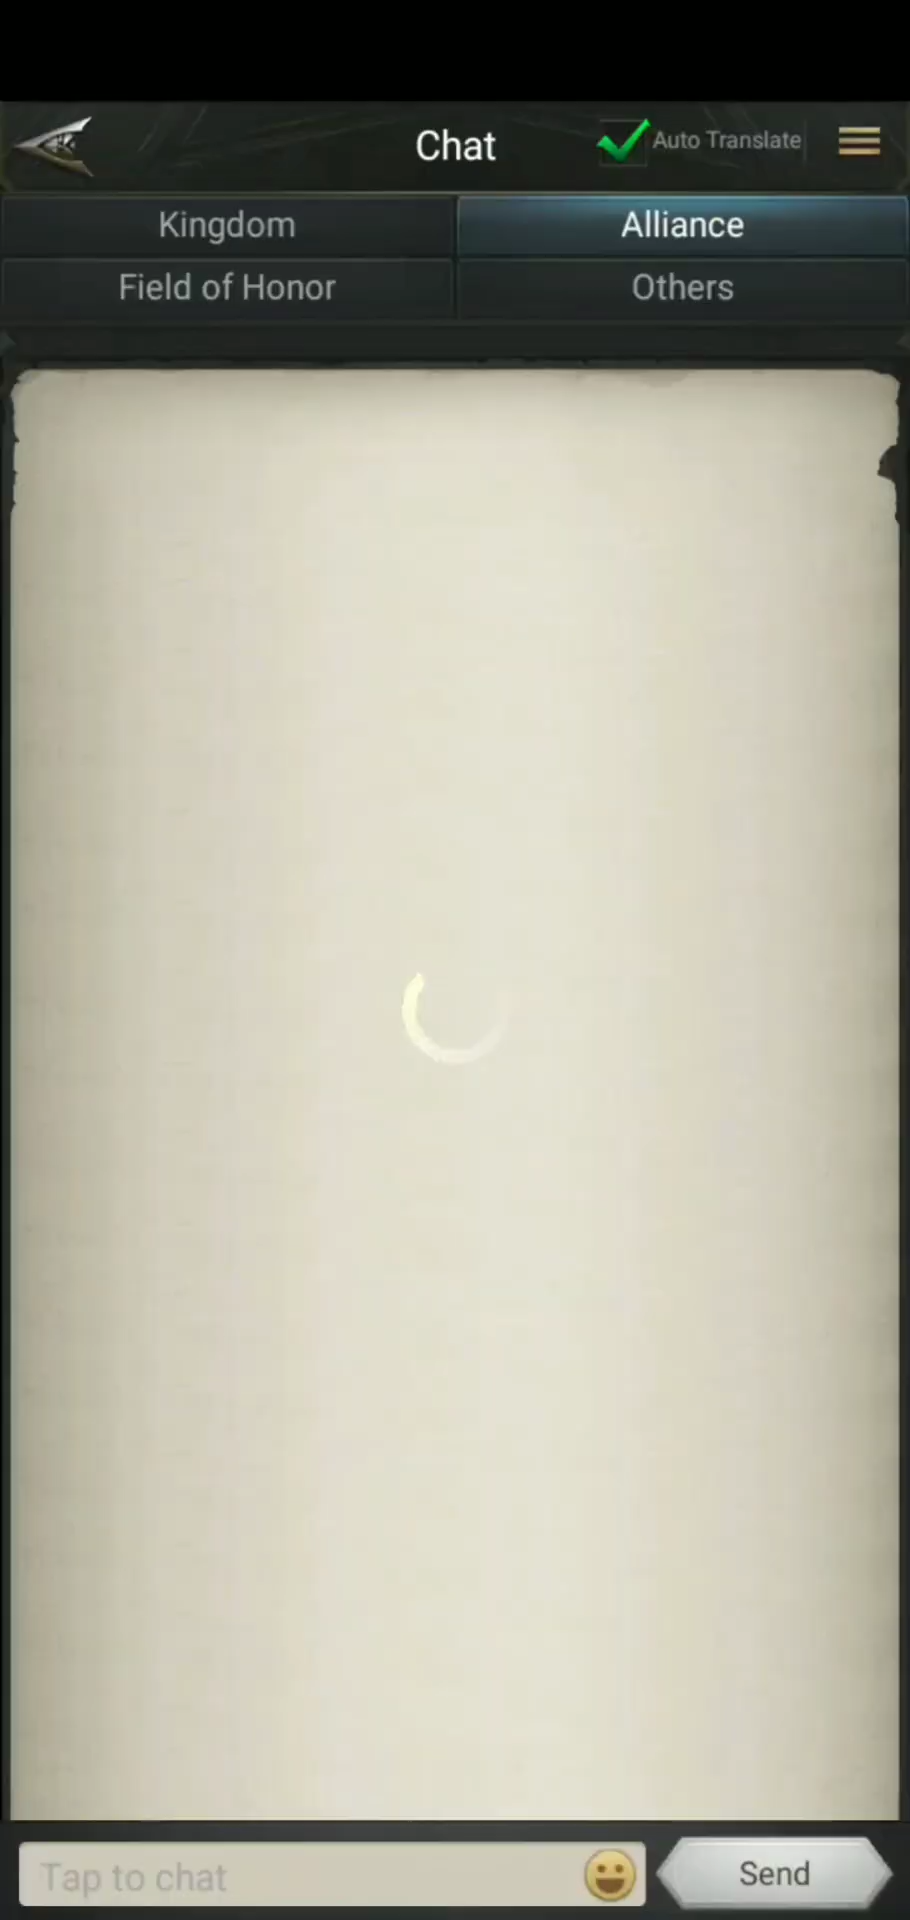 Chat
Auto Translate
Kingdom
Alliance
Field of Honor
Others
Tap to chat
Send